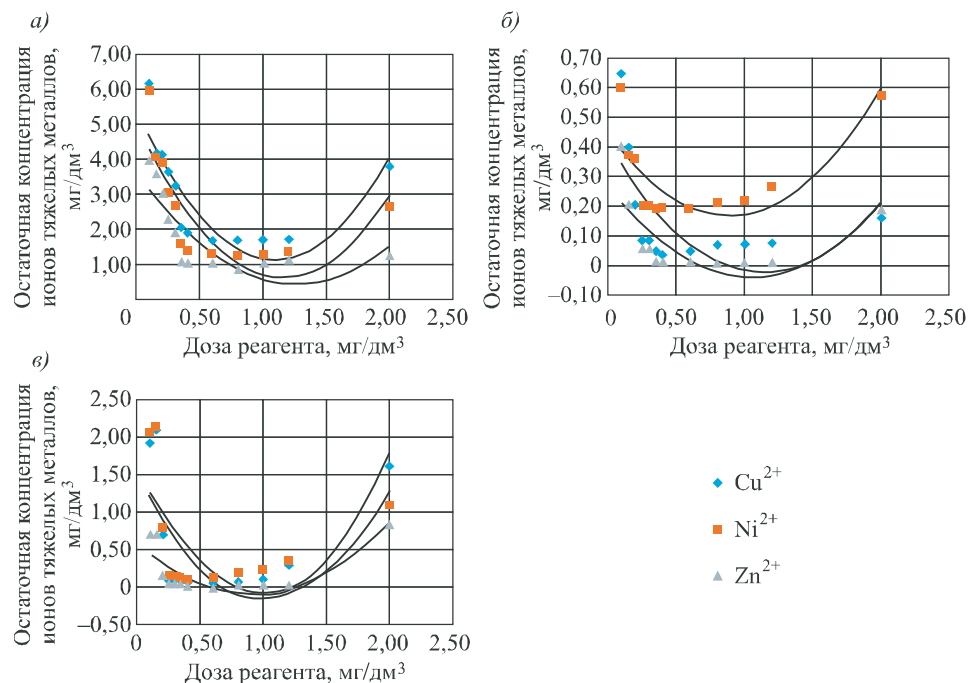 а)
Остаточная концентрация
ионов тяжелых металлов,
мг/дм³
7,00
6,00
5,00
4,00
3,00
2,00
1,00
0 0,50 1,00 1,50 2,00 2,50
Доза реагента, мг/дм³
б)
Остаточная концентрация
ионов тяжелых металлов,
мг/дм³
0,70
0,60
0,40
0,30
0,20
0,10
0
–0,10
0 0,50 1,00 1,50 2,00 2,50
Доза реагента, мг/дм³
в)
Остаточная концентрация
ионов тяжелых металлов,
мг/дм³
2,50
2,00
1,50
1,00
0,50
0
–0,50
0 0,50 1,00 1,50 2,00 2,50
Доза реагента, мг/дм³
Cu²⁺
Ni²⁺
Zn²⁺